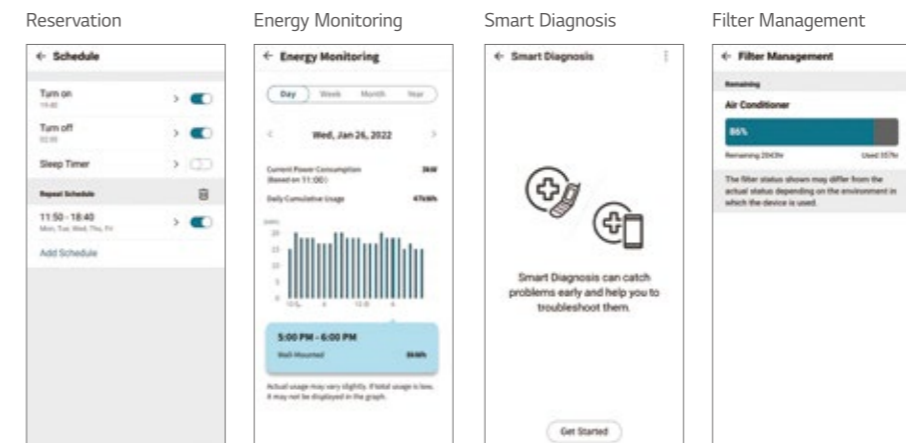 Reservation
← Schedule
Turn on
Turn off
Sleep Timer
Repeat Schedule
11:50 - 18:40
Mon, Tue, Wed, Thu, Fri
Add Schedule
Energy Monitoring
← Energy Monitoring
Day Week Month Year
< Wed, Jan 26, 2022 >
Current Power Consumption
(Based on 11:00)
Daily Cumulative Usage
5:00 PM - 6:00 PM
Wall-Mounted
Actual usage may vary slightly. If total usage is low,
it may not be displayed in the graph.
Smart Diagnosis
← Smart Diagnosis
Smart Diagnosis can catch
problems early and help you to
troubleshoot them.
Get Started
Filter Management
← Filter Management
Remaining
Air Conditioner
86%
The filter status shown may differ from the
actual status depending on the environment in
which the device is used.